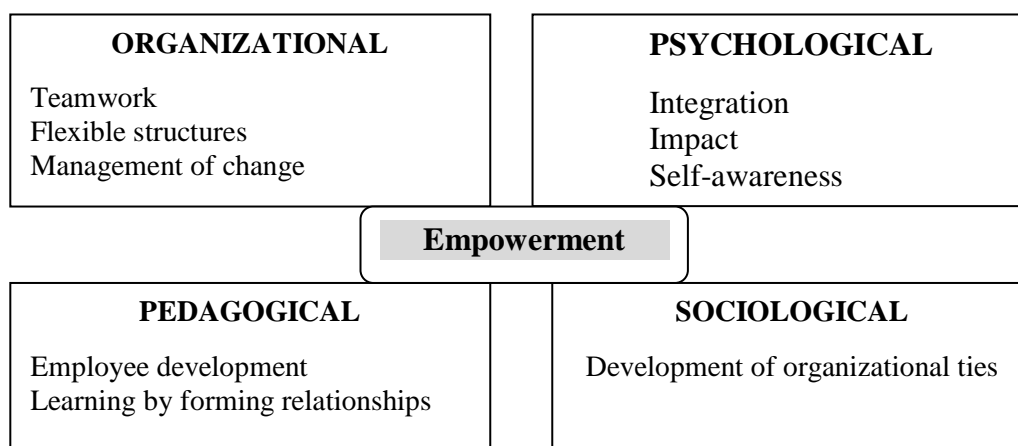 ORGANIZATIONAL
Teamwork
Flexible structures
Management of change
PSYCHOLOGICAL
Integration
Impact
Self-awareness
Empowerment
PEDAGOGICAL
Employee development
Learning by forming relationships
SOCIOLOGICAL
Development of organizational ties